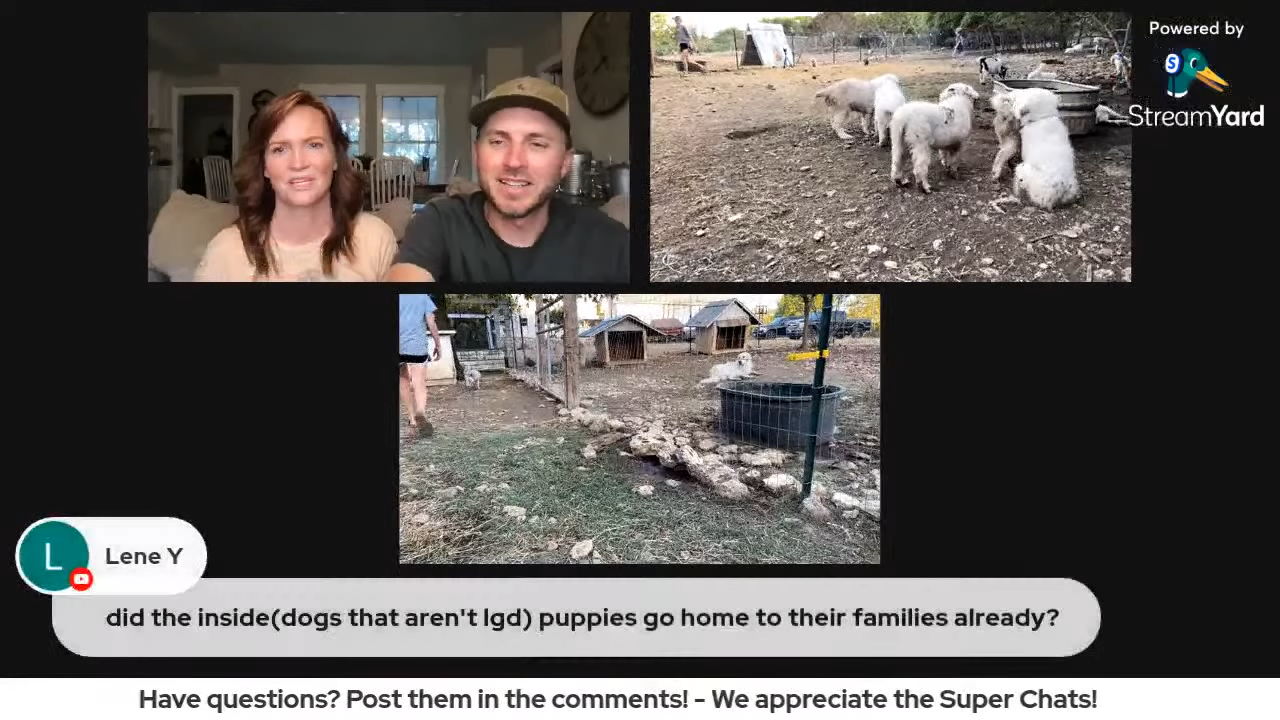 Powered by
S
StreamYard
L
Lene Y
did the inside(dogs that aren't lgd) puppies go home to their families already?
Have questions? Post them in the comments! - We appreciate the Super Chats!